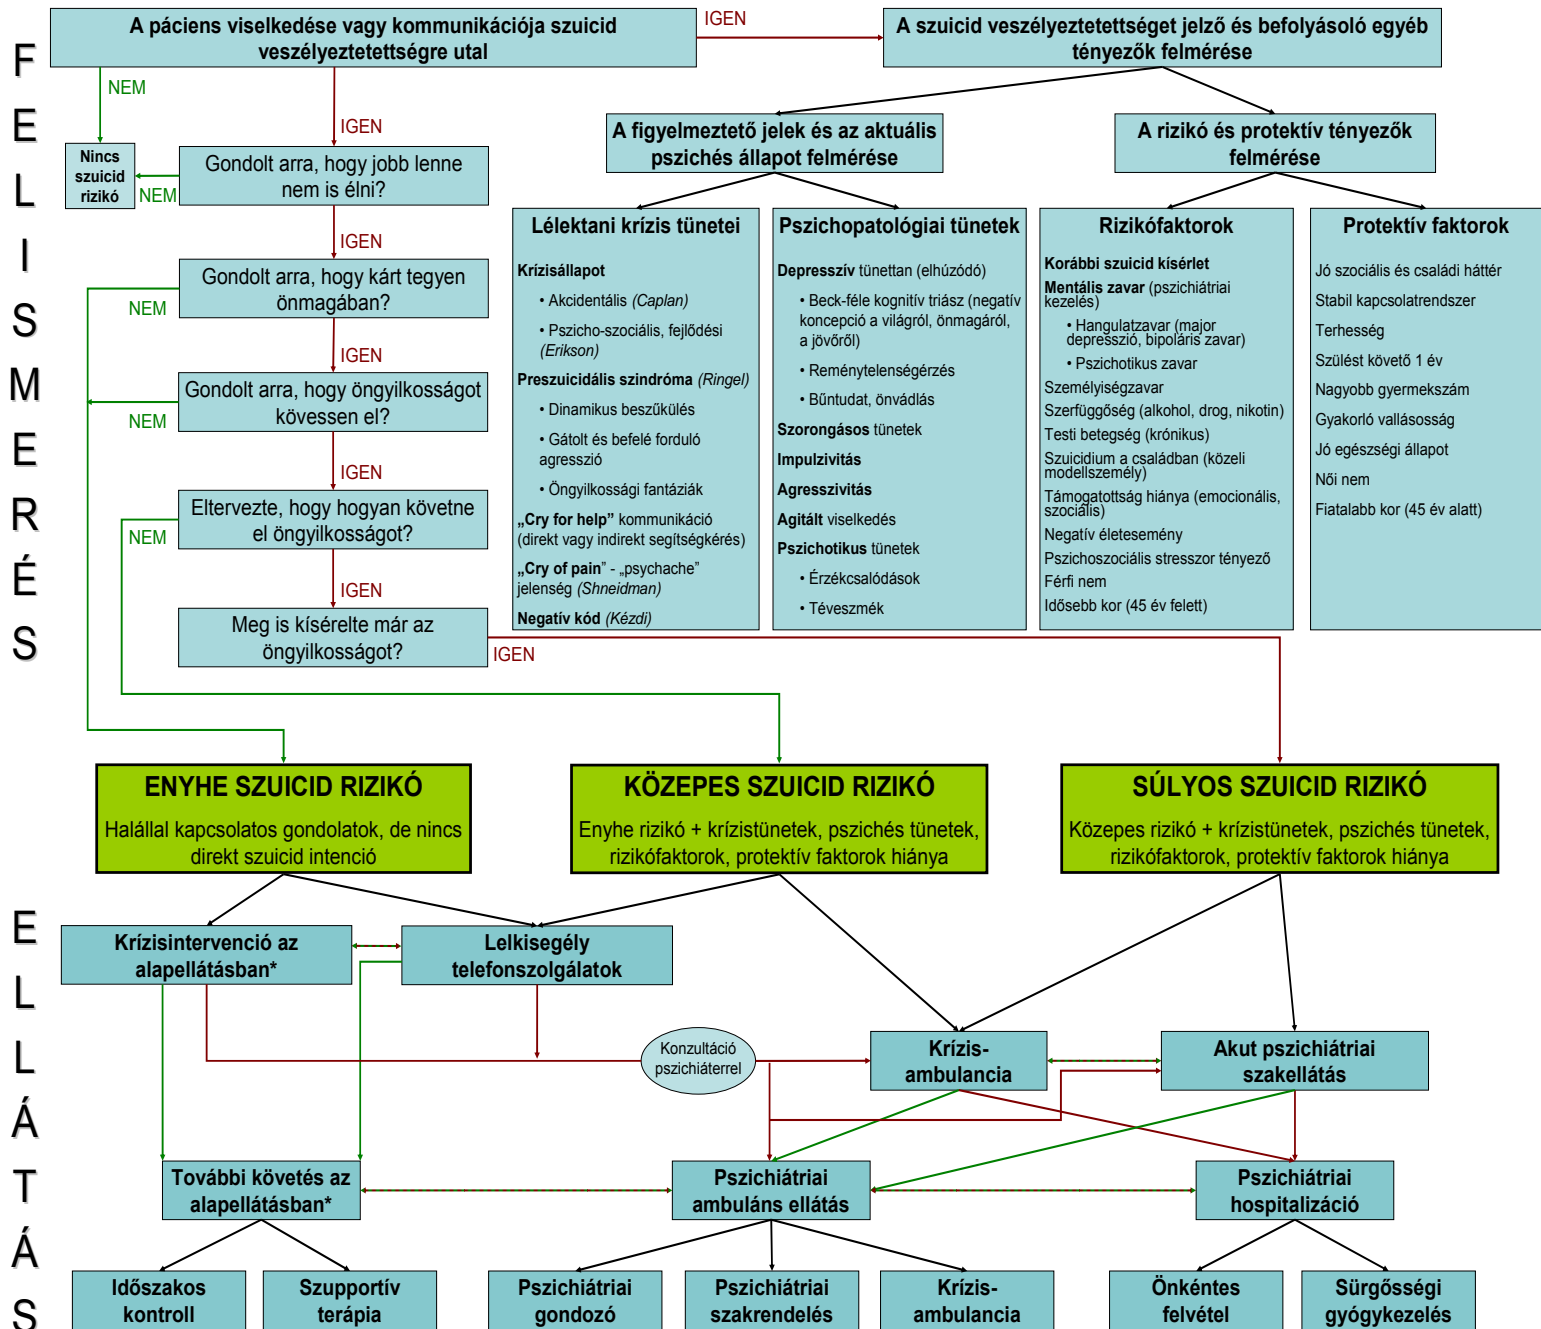 FELISMERÉS
A páciens viselkedése vagy kommunikációja szuicid
veszélyeztetettségre utal
IGEN
A szuicid veszélyeztetettséget jelző és befolyásoló egyéb
tényezők felmérése
NEM
IGEN
Nincs
szuicid
rizikó
NEM
Gondolt arra, hogy jobb lenne
nem is élni?
IGEN
Gondolt arra, hogy kárt tegyen
önmagában?
NEM
IGEN
Gondolt arra, hogy öngyilkosságot
kövessen el?
NEM
IGEN
Eltervezte, hogy hogyan követne
el öngyilkosságot?
NEM
IGEN
Meg is kísérelte már az
öngyilkosságot?
IGEN
A figyelmeztető jelek és az aktuális
pszichés állapot felmérése
A rizikó és protektív tényezők
felmérése
Lélektani krízis tünetei
Krízisállapot
• Akcidentális (Caplan)
• Pszicho-szociális, fejlődési
(Erikson)
Preszuicidális szindróma (Ringel)
• Dinamikus beszűkülés
• Gátolt és befelé forduló
agresszió
• Öngyilkossági fantáziák
„Cry for help” kommunikáció
(direkt vagy indirekt segítségkérés)
„Cry of pain” - „psychache”
jelenség (Shneidman)
Negatív kód (Kézdi)
Pszichopatológiai tünetek
Depresszív tünettan (elhúzódó)
• Beck-féle kognitív triász (negatív
koncepció a világról, önmagáról,
a jövőről)
• Reménytelenségérzés
• Bűntudat, önvádlás
Szorongásos tünetek
Impulzivitás
Agresszivitás
Agitált viselkedés
Pszichotikus tünetek
• Érzékcsalódások
• Téveszmék
Rizikófaktorok
Korábbi szuicid kísérlet
Mentális zavar (pszichiátriai
kezelés)
• Hangulatzavar (major
depresszió, bipoláris zavar)
• Pszichotikus zavar
Személyiségzavar
Szerfüggőség (alkohol, drog, nikotin)
Testi betegség (krónikus)
Szuicidium a családban (közeli
modellszemély)
Támogatottság hiánya (emocionális,
szociális)
Negatív életesemény
Pszichoszociális stresszor tényező
Férfi nem
Idősebb kor (45 év felett)
Protektív faktorok
Jó szociális és családi háttér
Stabil kapcsolatrendszer
Terhesség
Szülést követő 1 év
Nagyobb gyermekszám
Gyakorló vallásosság
Jó egészségi állapot
Női nem
Fiatalabb kor (45 év alatt)
ENYHE SZUICID RIZIKÓ
Halállal kapcsolatos gondolatok, de nincs
direkt szuicid intenció
KÖZEPES SZUICID RIZIKÓ
Enyhe rizikó + krízistünetek, pszichés tünetek,
rizikófaktorok, protektív faktorok hiánya
SÚLYOS SZUICID RIZIKÓ
Közepes rizikó + krízistünetek, pszichés tünetek,
rizikófaktorok, protektív faktorok hiánya
ELLÁTÁS
Krízisintervenció az
alapellátásban*
Lelkisegély
telefonszolgálatok
Konzultáció
pszichiáterrel
Krízis-
ambulancia
Akut pszichiátriai
szakellátás
További követés az
alapellátásban*
Pszichiátriai
ambuláns ellátás
Pszichiátriai
hospitalizáció
Időszakos
kontroll
Szupportív
terápia
Pszichiátriai
gondozó
Pszichiátriai
szakrendelés
Krízis-
ambulancia
Önkéntes
felvétel
Sürgősségi
gyógykezelés